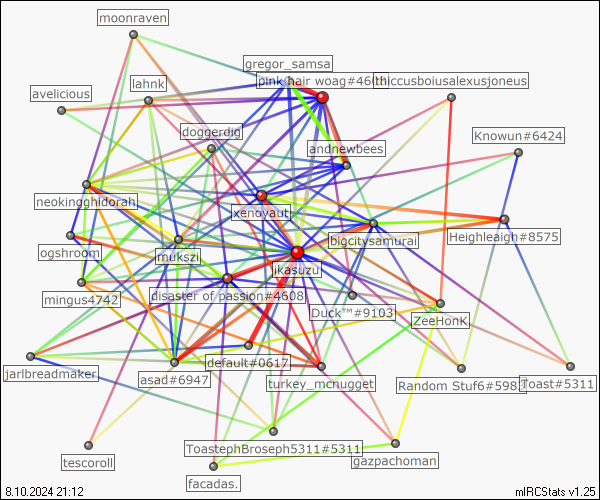 moonraven
gregor_samsa
lahnk
pink hair woag#4601
thiccusboiusalexusjoneus
avelicious
doggerdig
Knowun#6424
andnewbees
neokingghidorah
xenoyaut
bigcitysamurai
Heighleaigh#8575
ogshroom
mukszi
jkasuzu
mingus4742
disaster of passion#4608
Duck™#9103
ZeeHonK
jarlbreadmaker
asad#6947
default#0617
turkey_mcnugget
Random Stuf6#5983
Toast#5311
ToastephBroseph5311#5311
tescoroll
gazpachoman
facadas.
8.10.2024 21:12
mIRCStats v1.25